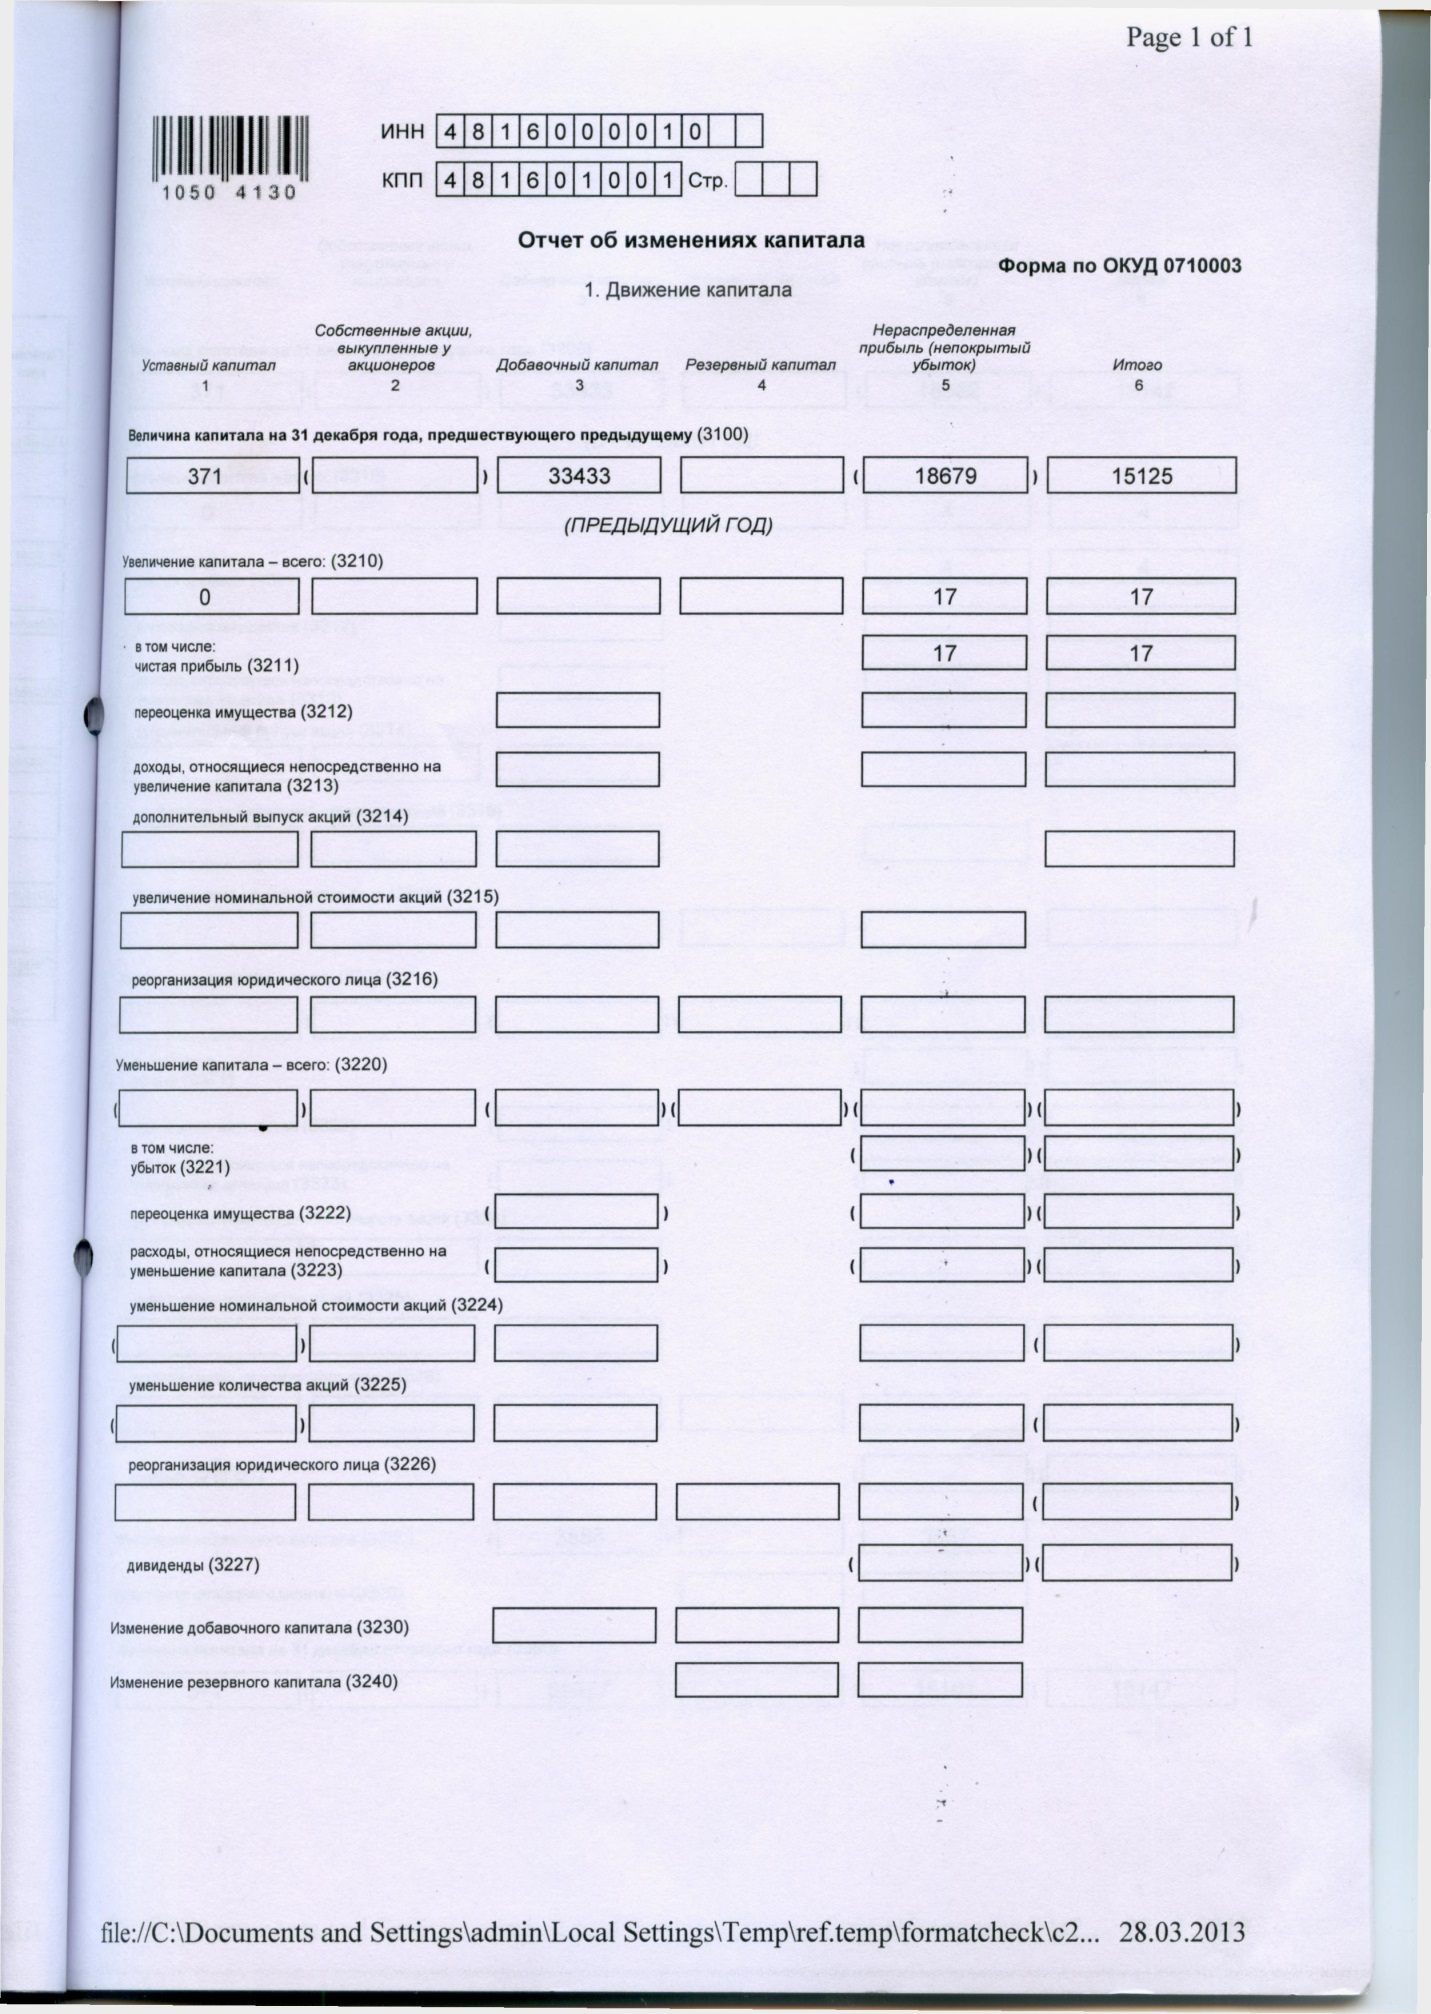 Page 1 of 1
ИНН 4816000010
1050 4130
КПП 481601001 Стр.
Отчет об изменениях капитала
Форма по ОКУД 0710003
1. Движение капитала
Уставный капитал
1
Собственные акции,
выкупленные у
акционеров
2
Добавочный капитал
3
Резервный капитал
4
Нераспределенная
прибыль (непокрытый
убыток)
5
Итого
6
Величина капитала на 31 декабря года, предшествующего предыдущему (3100)
371 ( ) 33433 ( 18679 ) 15125
(ПРЕДЫДУЩИЙ ГОД)
Увеличение капитала – всего: (3210)
0 17 17
в том числе:
чистая прибыль (3211) 17 17
переоценка имущества (3212)
доходы, относящиеся непосредственно на
увеличение капитала (3213)
дополнительный выпуск акций (3214)
увеличение номинальной стоимости акций (3215)
реорганизация юридического лица (3216)
Уменьшение капитала – всего: (3220)
( ) ( ) ( ) ( ) ( )
в том числе:
убыток (3221) ( ) ( )
переоценка имущества (3222) ( ) ( ) ( )
расходы, относящиеся непосредственно на
уменьшение капитала (3223) ( ) ( ) ( )
уменьшение номинальной стоимости акций (3224)
( ) ( )
уменьшение количества акций (3225)
( ) ( )
реорганизация юридического лица (3226)
( )
дивиденды (3227) ( ) ( )
Изменение добавочного капитала (3230)
Изменение резервного капитала (3240)
file://C:\Documents and Settings\admin\Local Settings\Temp\ref.temp\formatcheck\c2... 28.03.2013